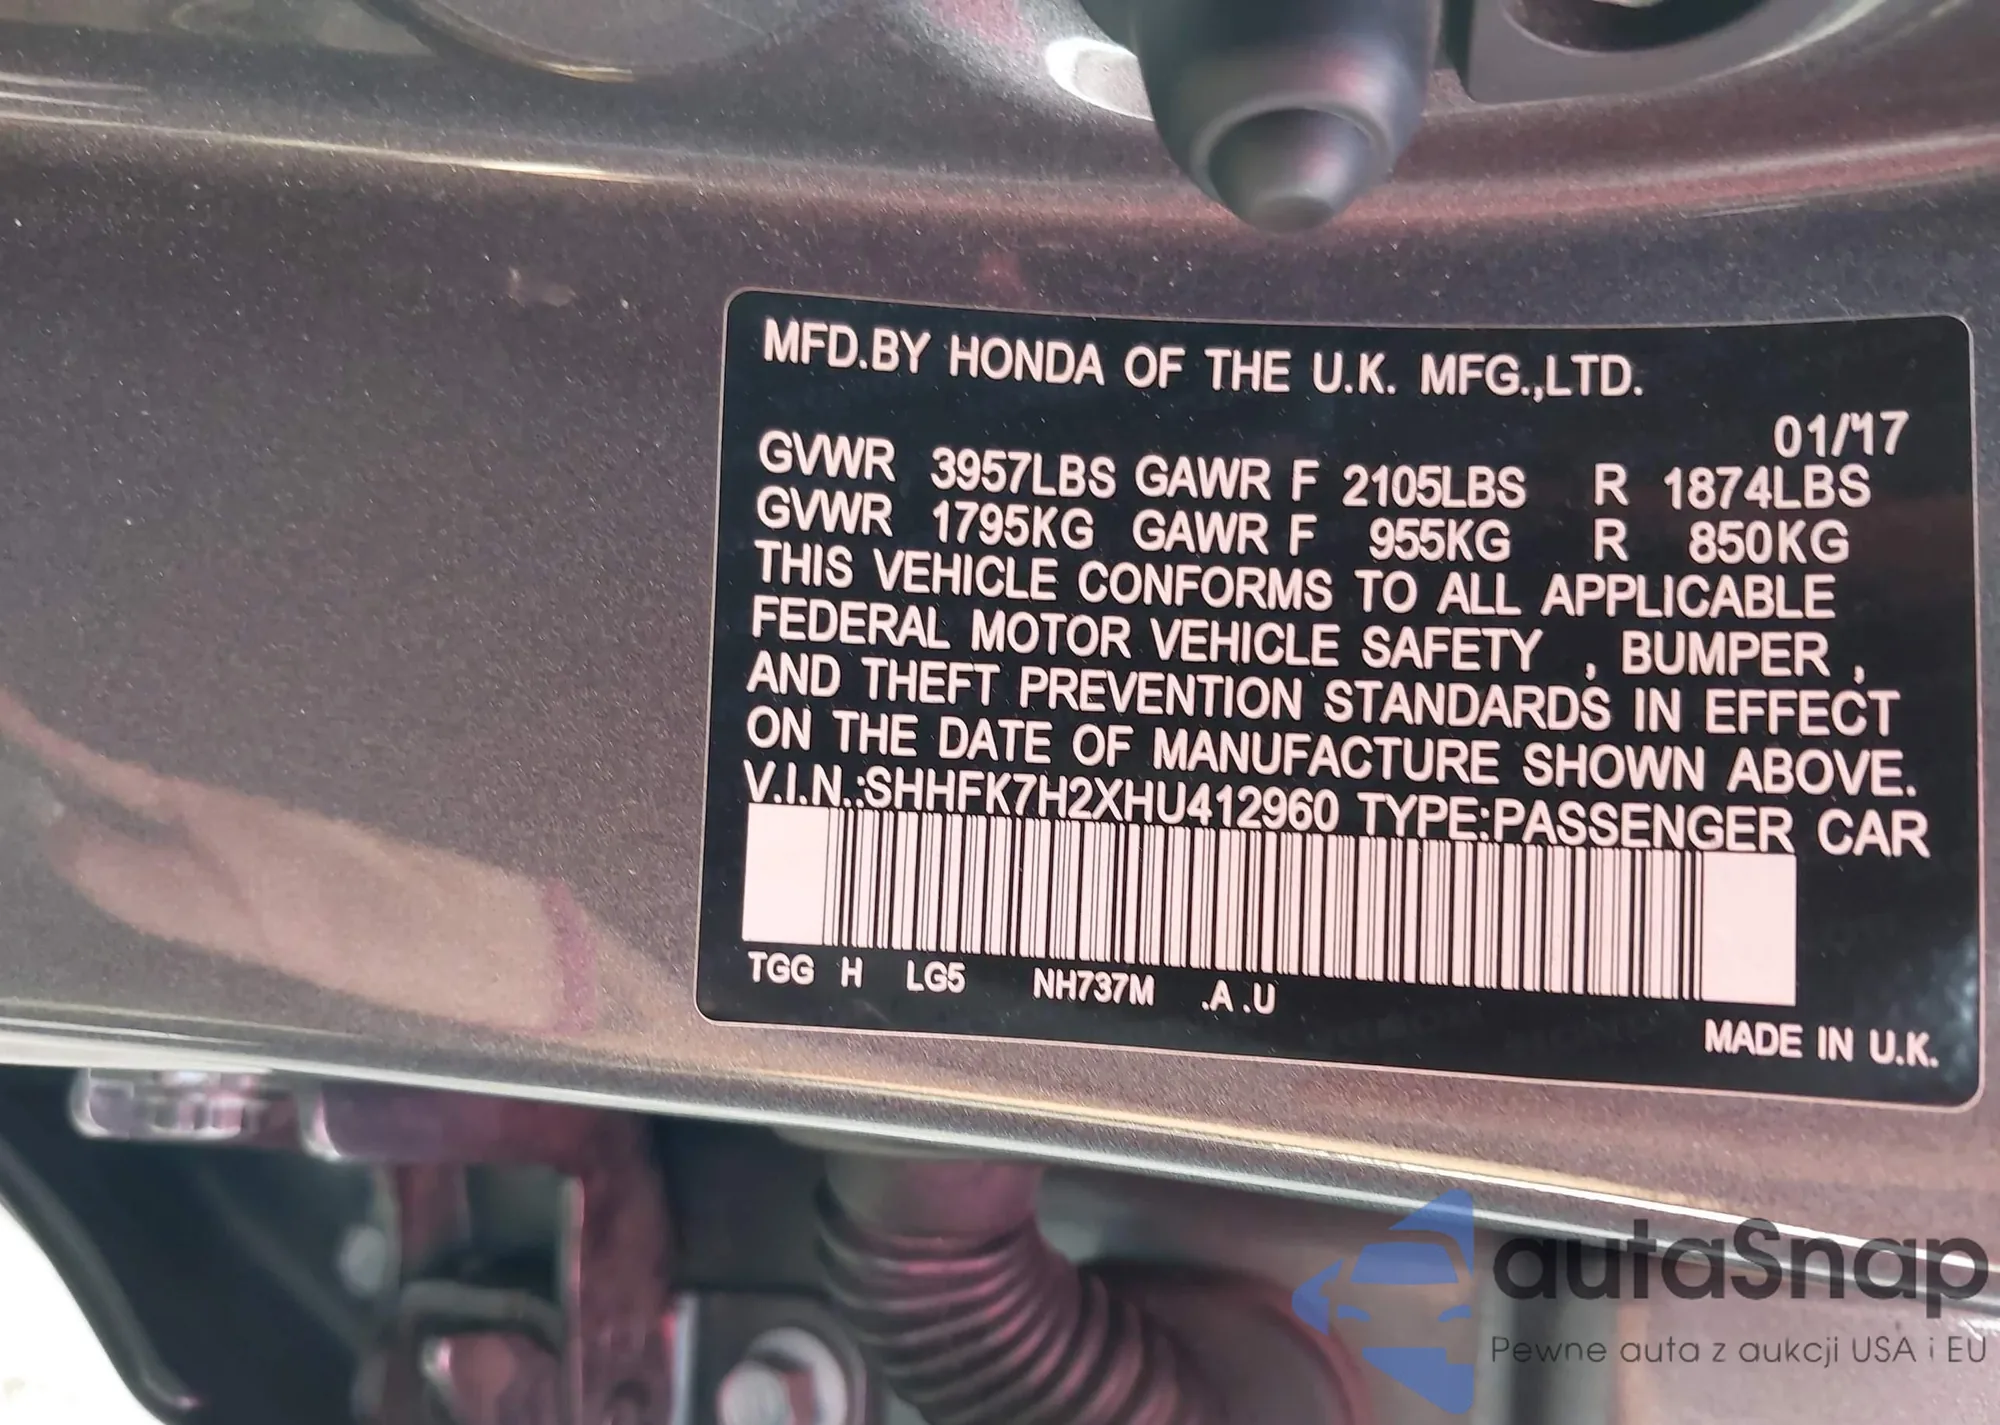 MFD.BY HONDA OF THE U.K. MFG.,LTD.
01/'17
GVWR 3957LBS GAWR F 2105LBS R 1874LBS
GVWR 1795KG GAWR F 955KG R 850KG
THIS VEHICLE CONFORMS TO ALL APPLICABLE
FEDERAL MOTOR VEHICLE SAFETY , BUMPER ,
AND THEFT PREVENTION STANDARDS IN EFFECT
ON THE DATE OF MANUFACTURE SHOWN ABOVE.
V.I.N.:SHHFK7H2XHU412960 TYPE:PASSENGER CAR
TGG H LG5 NH737M .A .U
MADE IN U.K.
autaSnap
Pewne auta z aukcji USA i EU